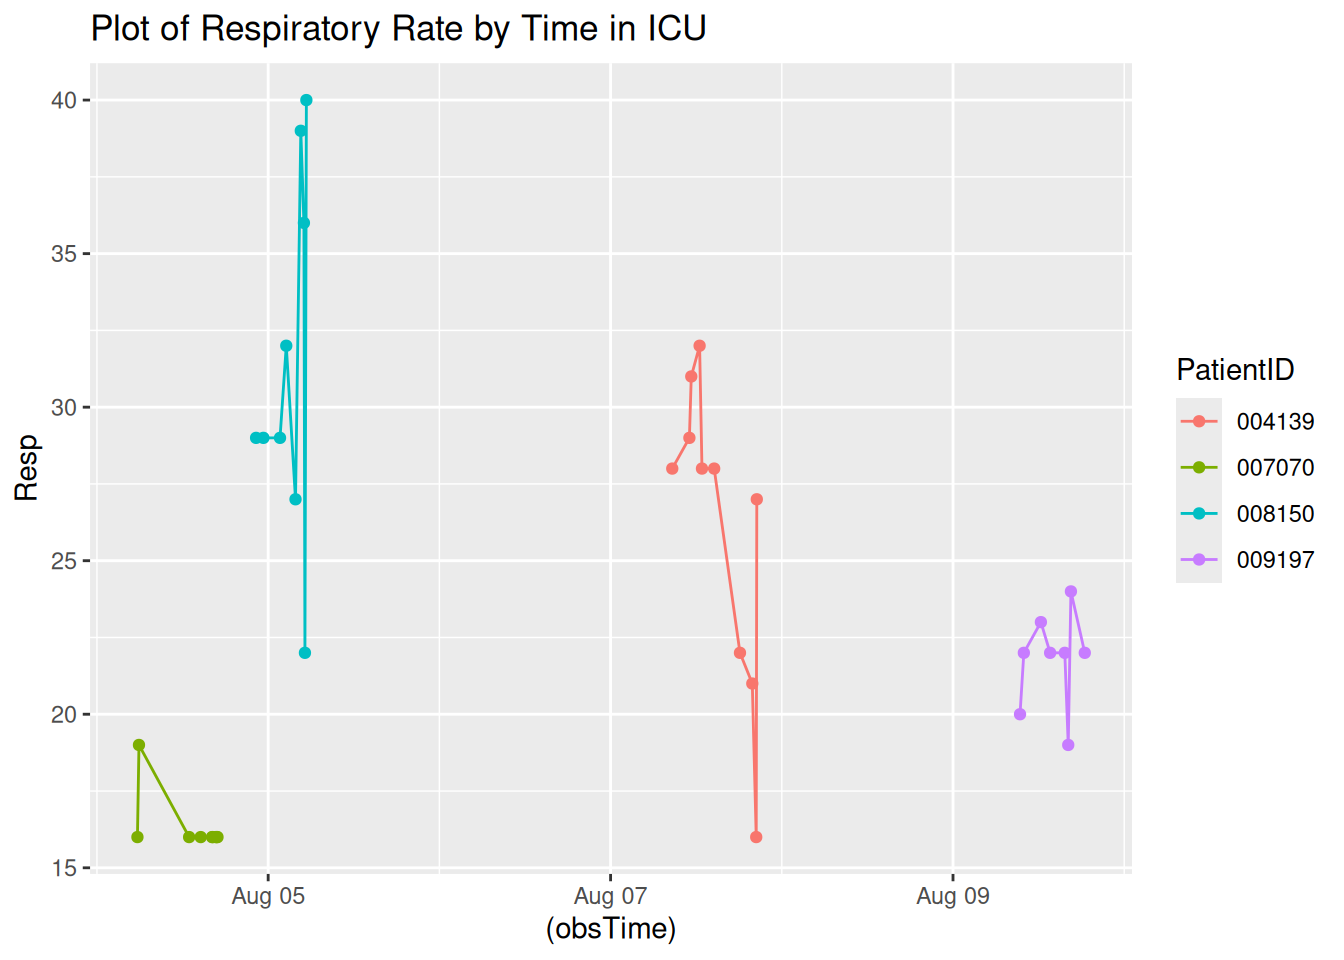 Plot of Respiratory Rate by Time in ICU
40
35
30
25
20
15
Resp
Aug 05
Aug 07
Aug 09
(obsTime)
PatientID
004139
007070
008150
009197